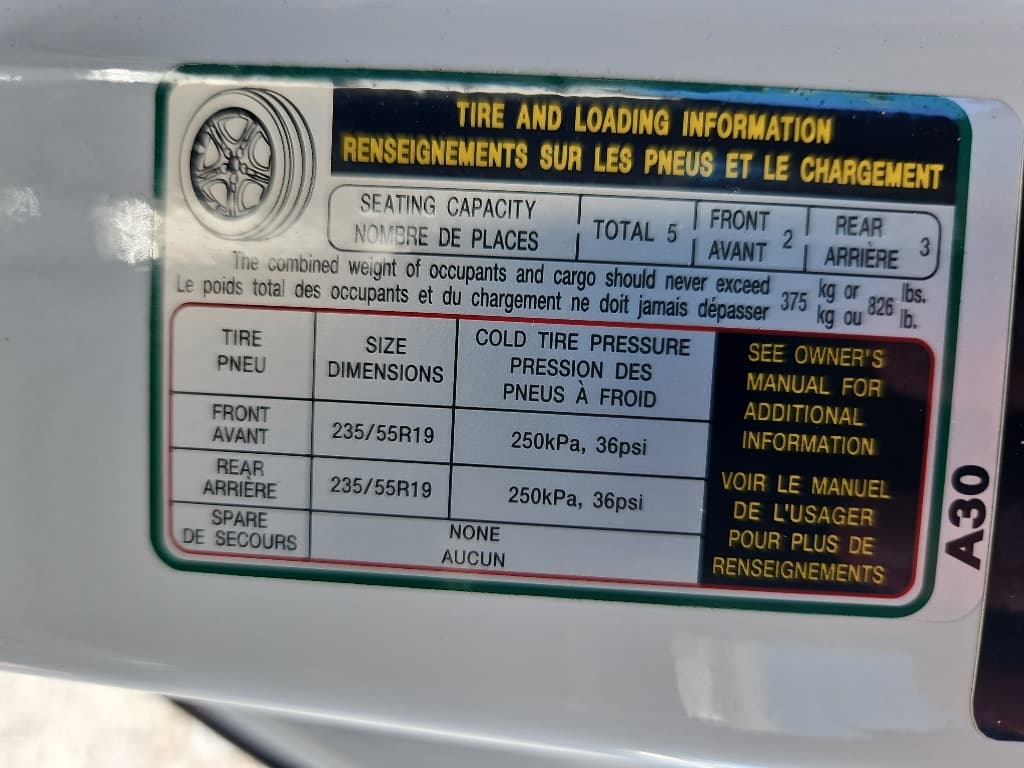 TIRE AND LOADING INFORMATION
RENSEIGNEMENTS SUR LES PNEUS ET LE CHARGEMENT
SEATING CAPACITY
NOMBRE DE PLACES
TOTAL 5
FRONT
AVANT
2
REAR
ARRIÈRE
3
The combined weight of occupants and cargo should never exceed
Le poids total des occupants et du chargement ne doit jamais dépasser
375
kg or
kg ou
826
lbs.
lb.
TIRE
PNEU
SIZE
DIMENSIONS
COLD TIRE PRESSURE
PRESSION DES
PNEUS À FROID
FRONT
AVANT
235/55R19
250kPa, 36psi
REAR
ARRIÈRE
235/55R19
250kPa, 36psi
SPARE
DE SECOURS
NONE
AUCUN
SEE OWNER'S
MANUAL FOR
ADDITIONAL
INFORMATION
VOIR LE MANUEL
DE L'USAGER
POUR PLUS DE
RENSEIGNEMENTS
A30